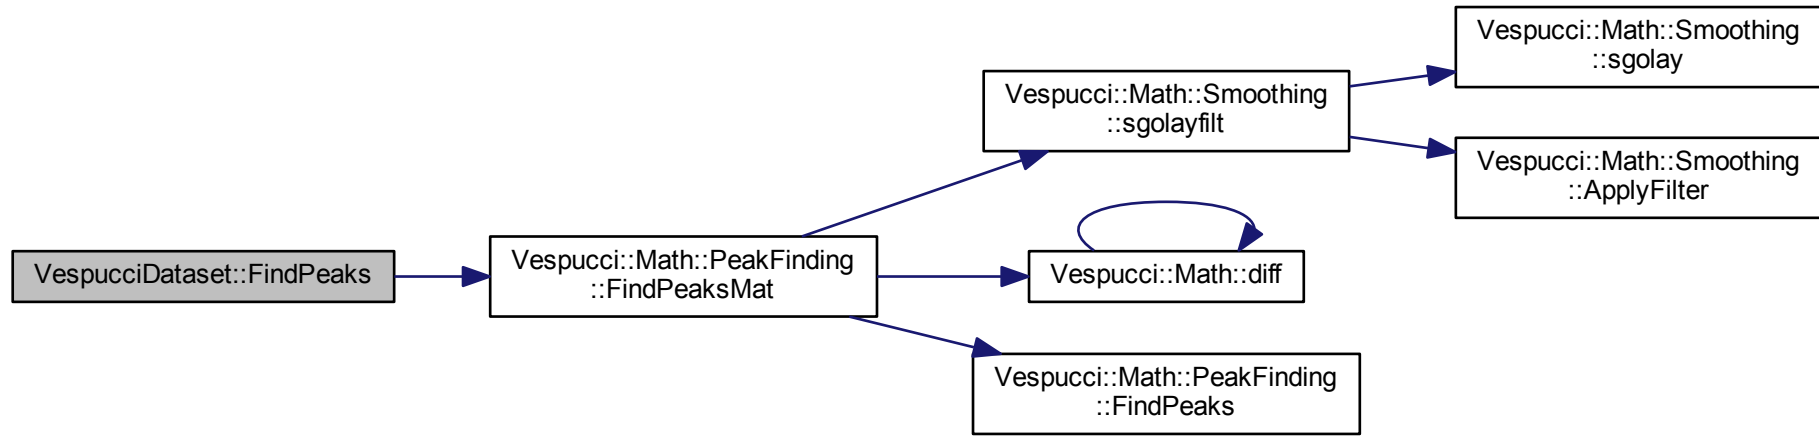 VespucciDataset::FindPeaks
Vespucci::Math::PeakFinding
::FindPeaksMat
Vespucci::Math::Smoothing
::sgolayfilt
Vespucci::Math::Smoothing
::sgolay
Vespucci::Math::Smoothing
::ApplyFilter
Vespucci::Math::diff
Vespucci::Math::PeakFinding
::FindPeaks